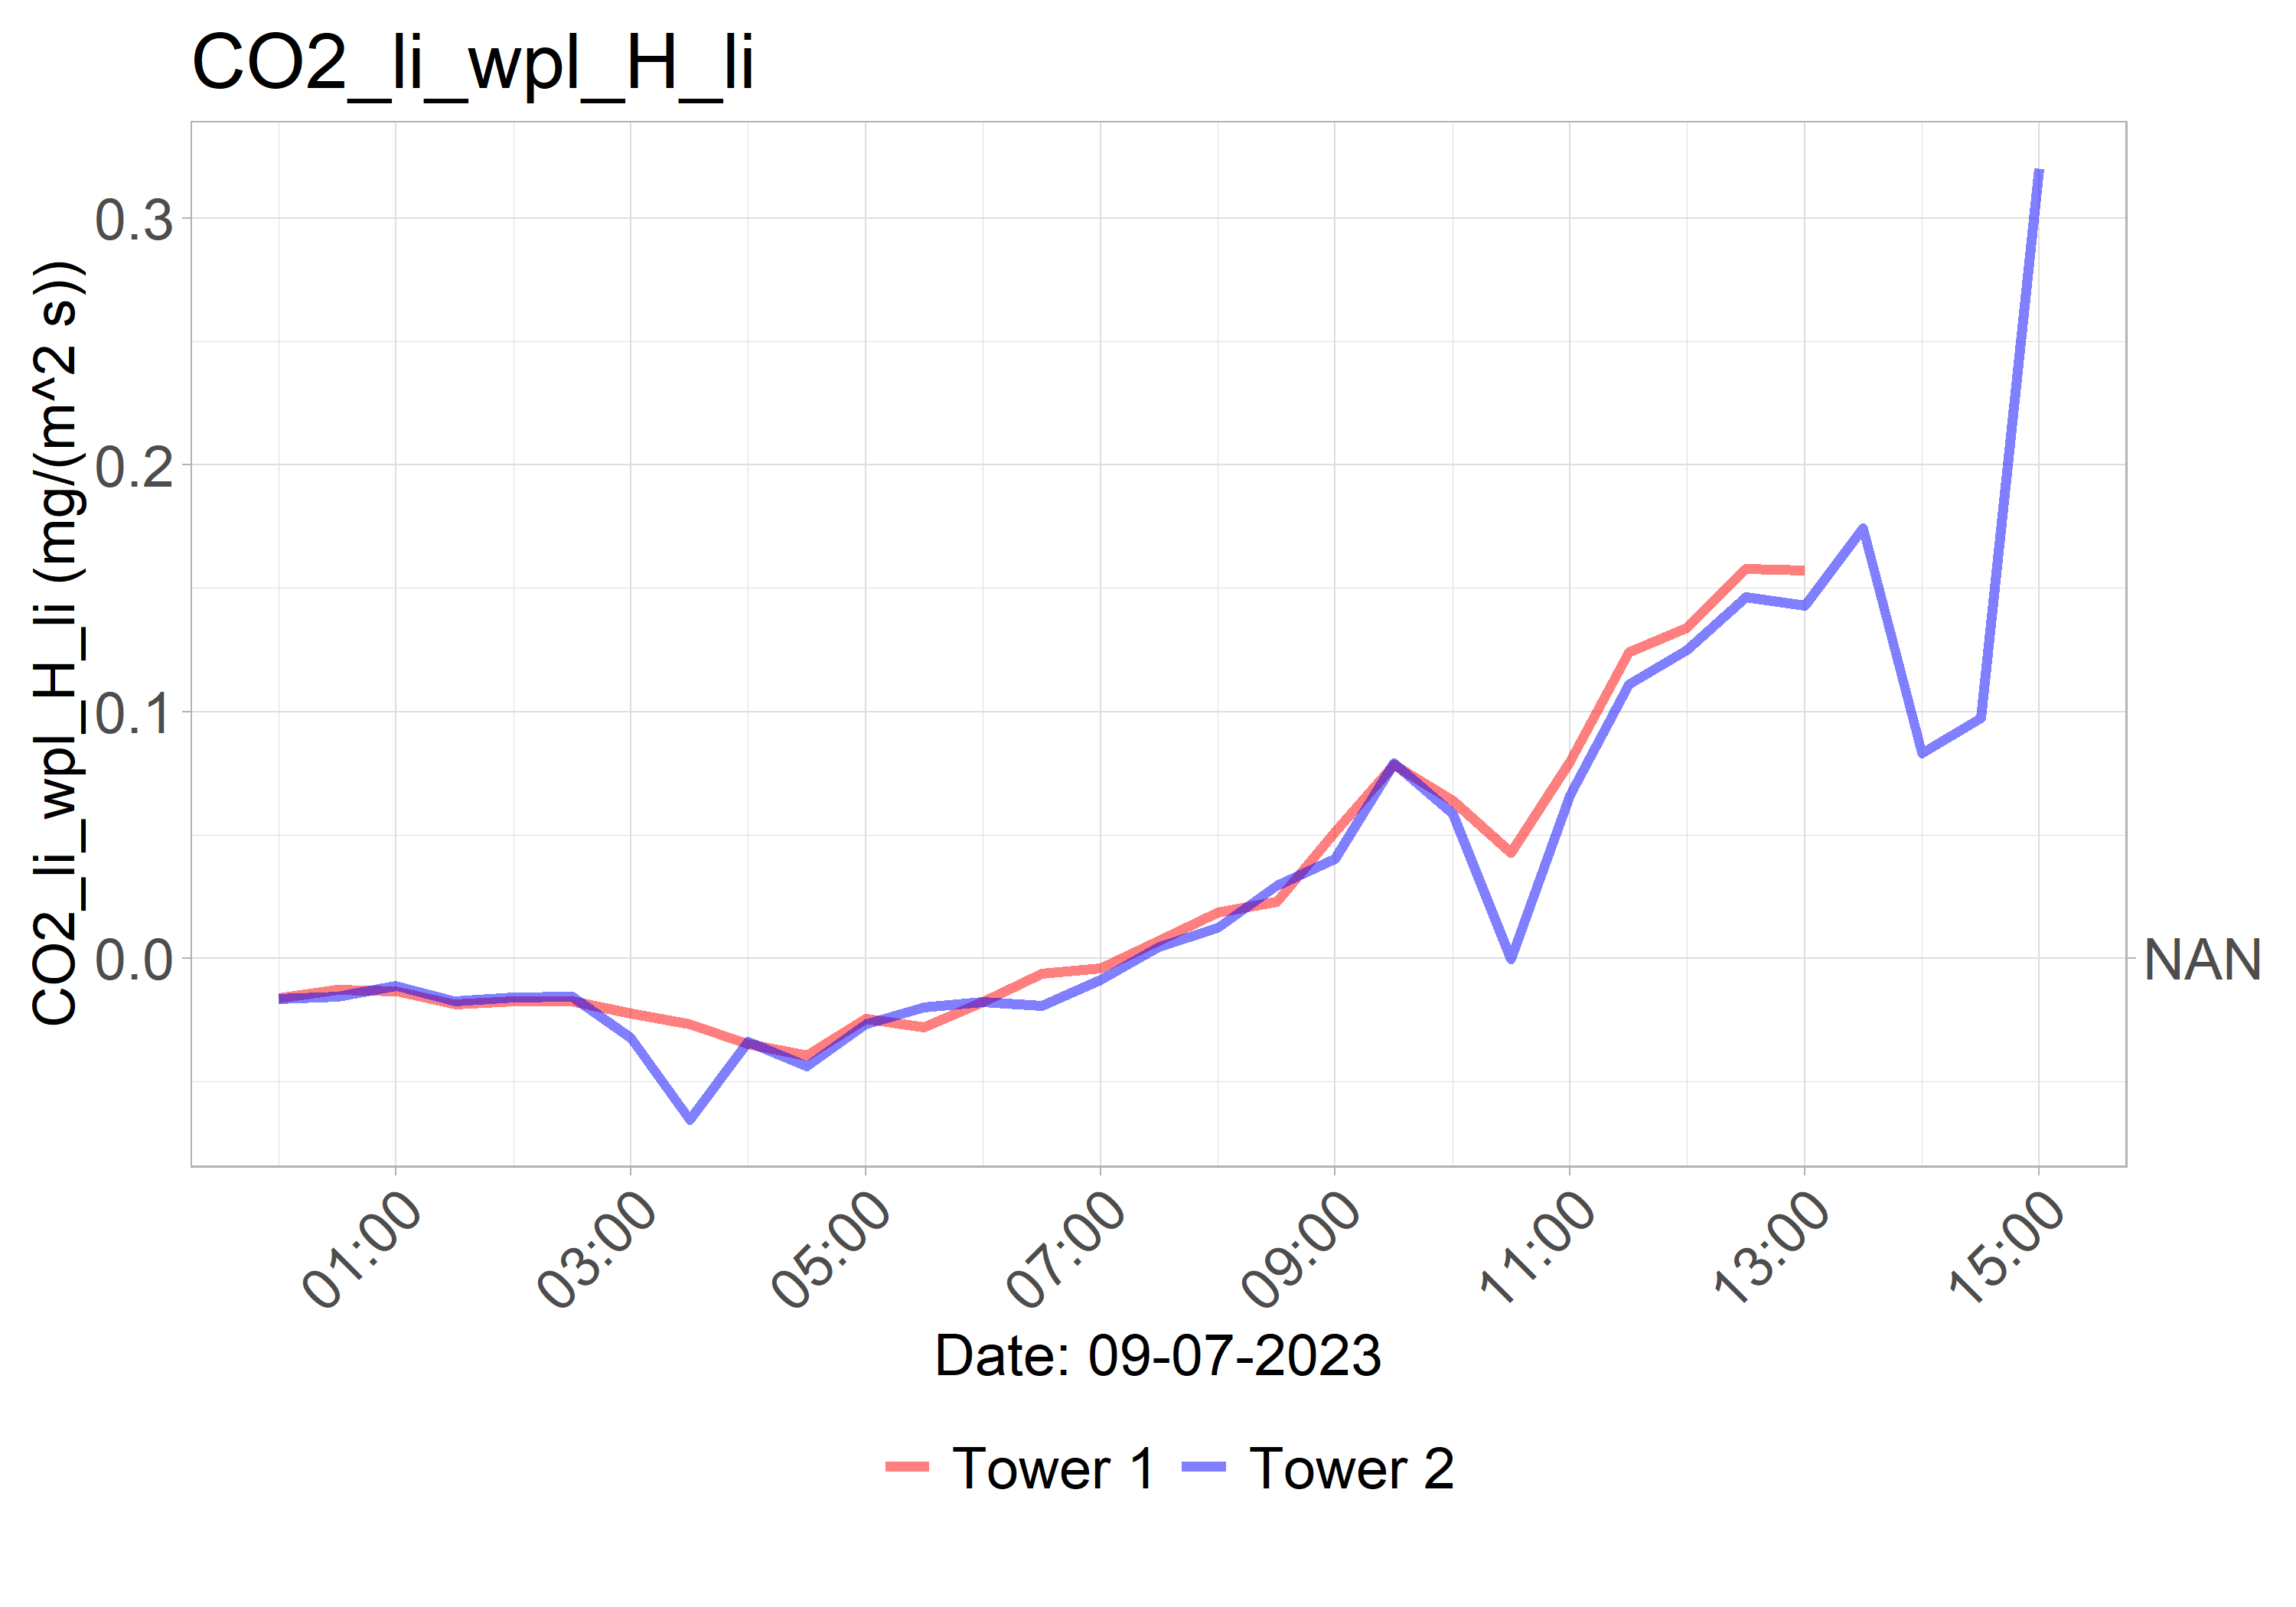 CO2_li_wpl_H_li
CO2_li_wpl_H_li (mg/(m^2 s))
0.3
0.2
0.1
0.0
NAN
01:00
03:00
05:00
07:00
09:00
11:00
13:00
15:00
Date: 09-07-2023
Tower 1
Tower 2